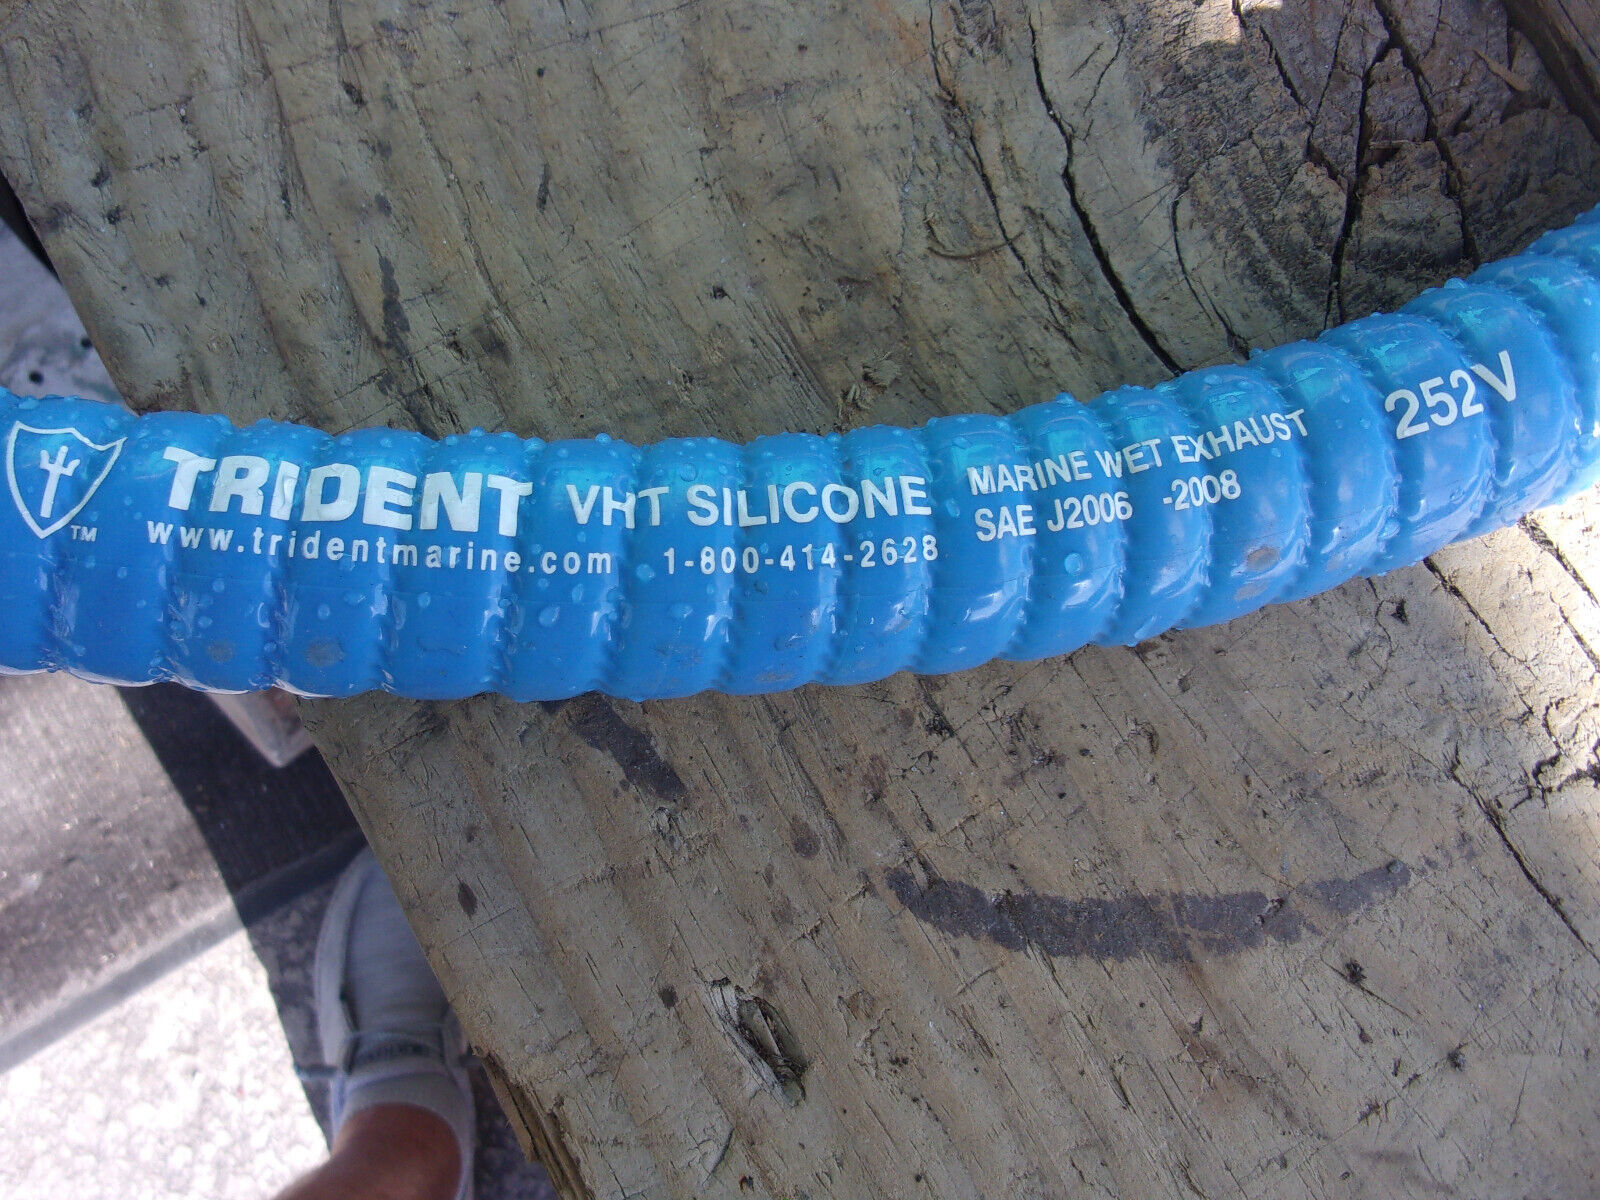 TRIDENT VHT SILICONE
www.tridentmarine.com 1-800-414-2628
MARINE WET EXHAUST
SAE J2006 -2008
252V
TM